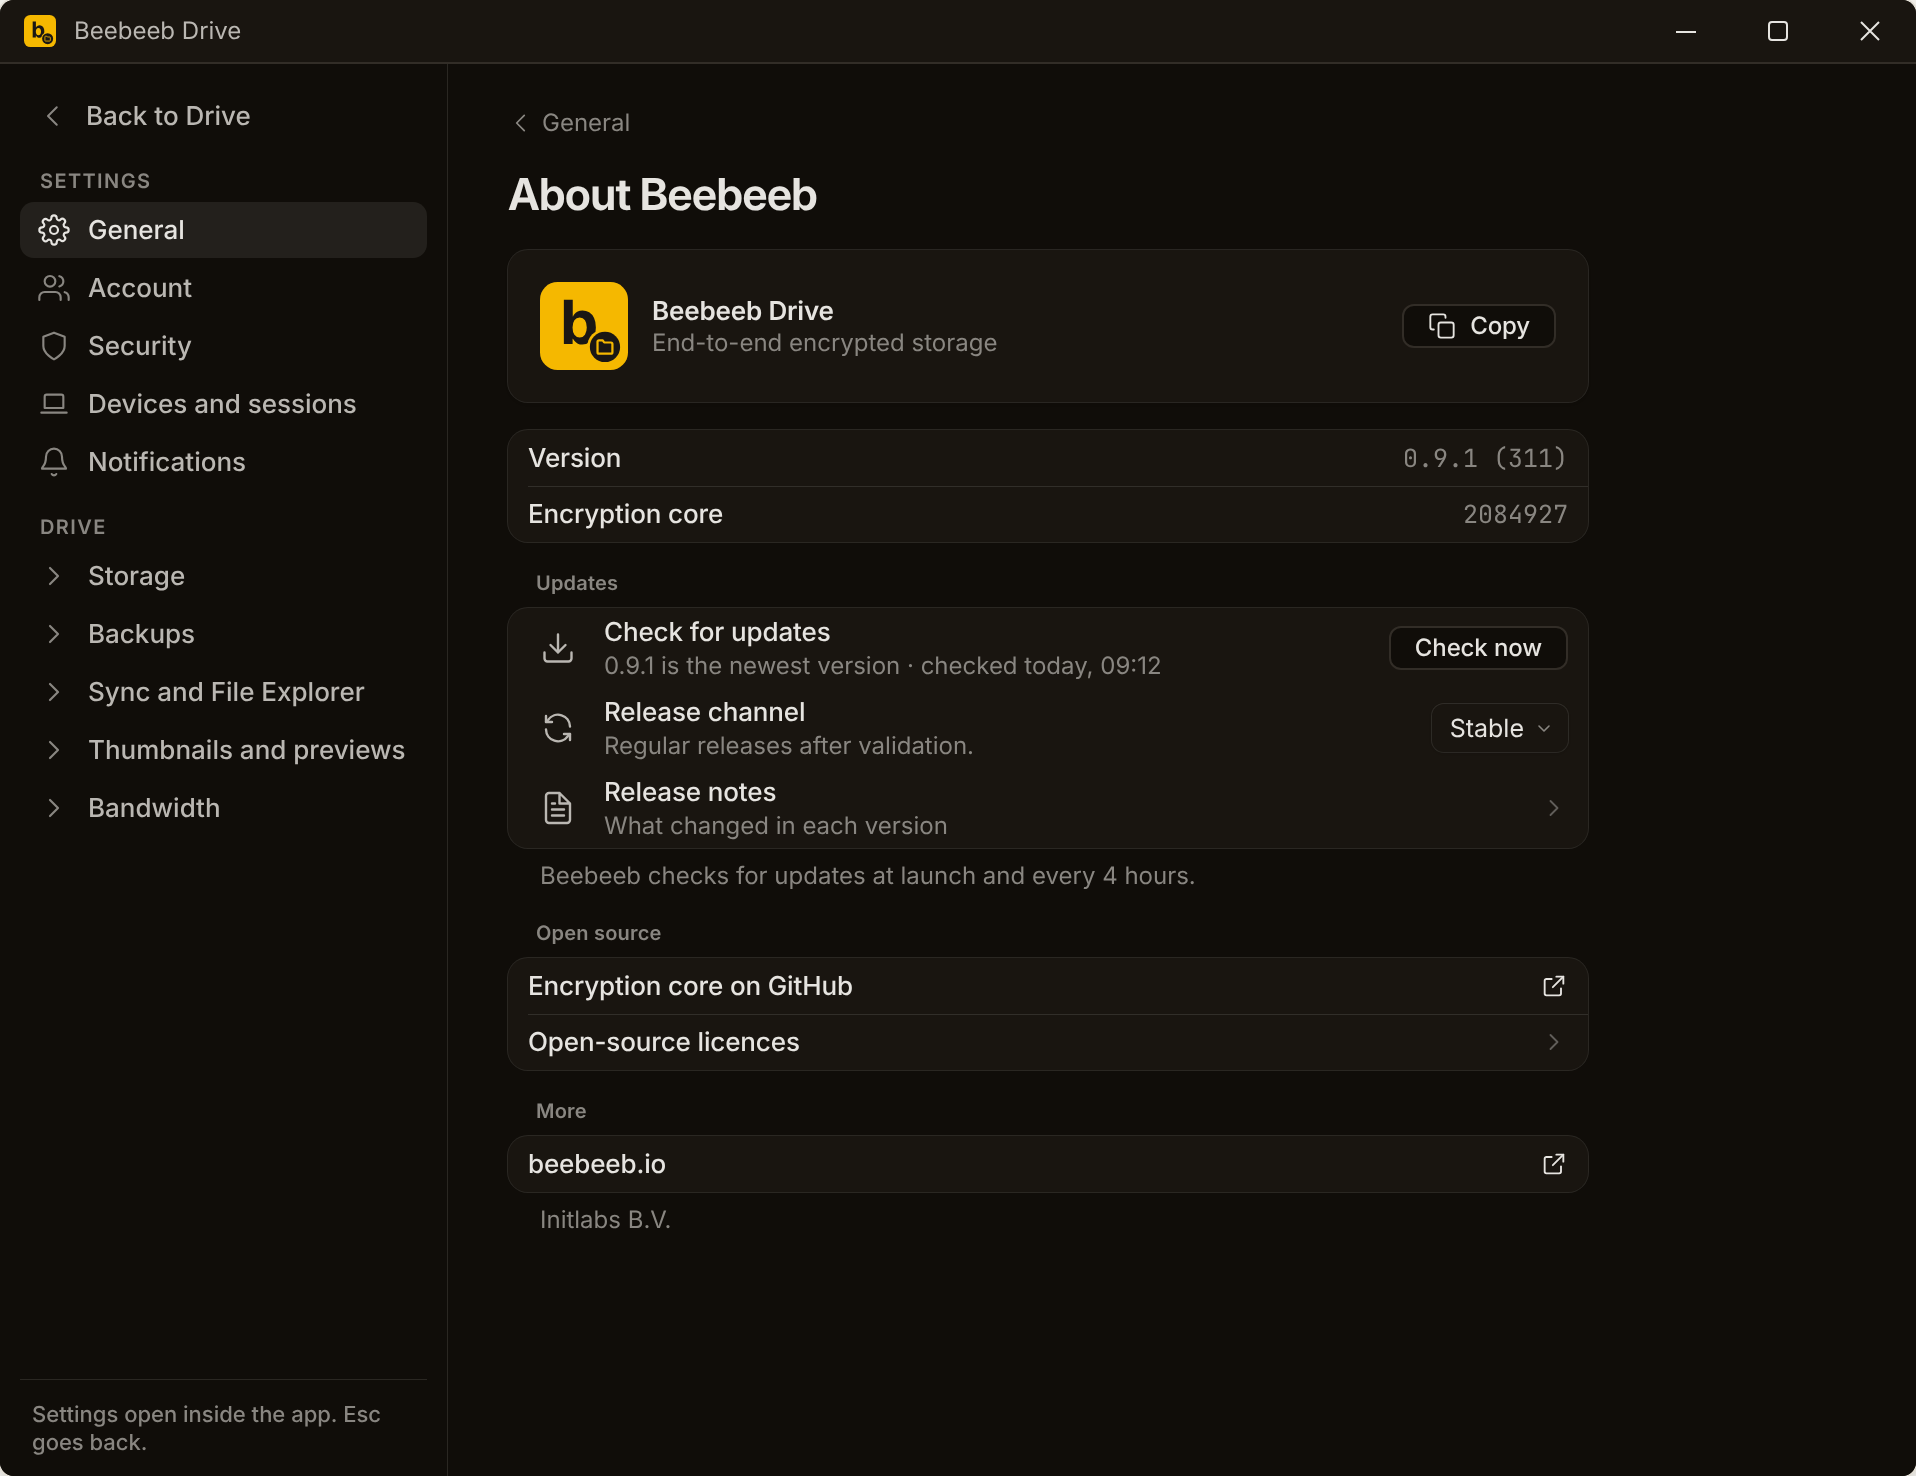 Beebeeb Drive
Back to Drive
SETTINGS
General
Account
Security
Devices and sessions
Notifications
DRIVE
Storage
Backups
Sync and File Explorer
Thumbnails and previews
Bandwidth
Settings open inside the app. Esc
goes back.
General
About Beebeeb
b
Beebeeb Drive
End-to-end encrypted storage
Copy
Version 0.9.1 (311)
Encryption core 2084927
Updates
Check for updates
0.9.1 is the newest version · checked today, 09:12
Check now
Release channel
Regular releases after validation.
Stable
Release notes
What changed in each version
Beebeeb checks for updates at launch and every 4 hours.
Open source
Encryption core on GitHub
Open-source licences
More
beebeeb.io
Initlabs B.V.